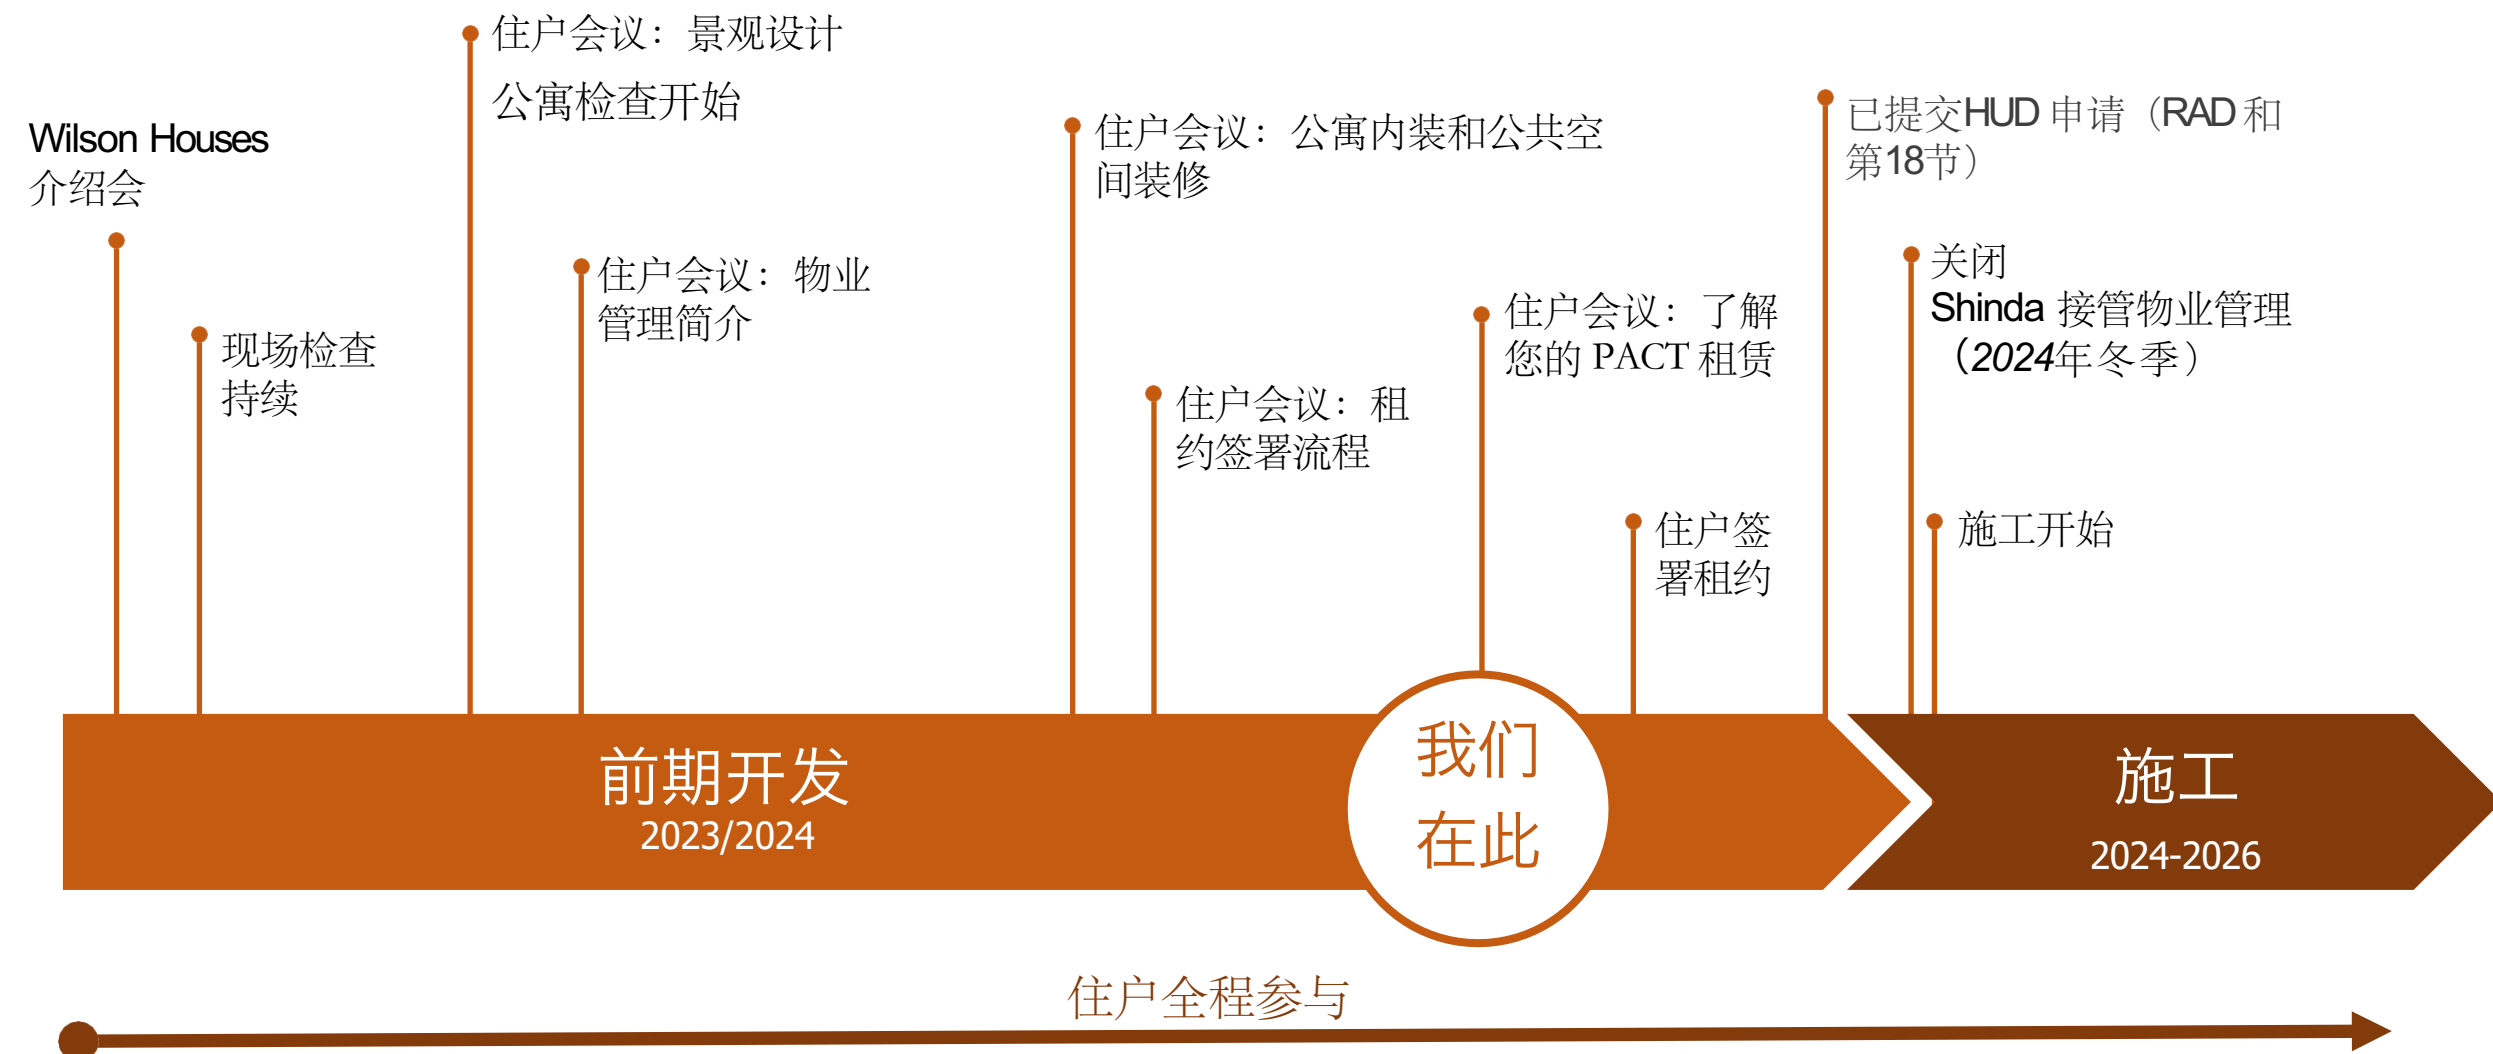 Wilson Houses
介绍会
现场检查
持续
住户会议：景观设计
公寓检查开始
住户会议：物业
管理简介
住户会议：公寓内装和公共空
间装修
住户会议：租
约签署流程
住户会议：了解
您的 PACT 租赁
住户签
署租约
已提交HUD 申请（RAD 和
第18节）
关闭
Shinda 接管物业管理
（2024年冬季）
施工开始
前期开发
2023/2024
我们
在此
施工
2024-2026
住户全程参与